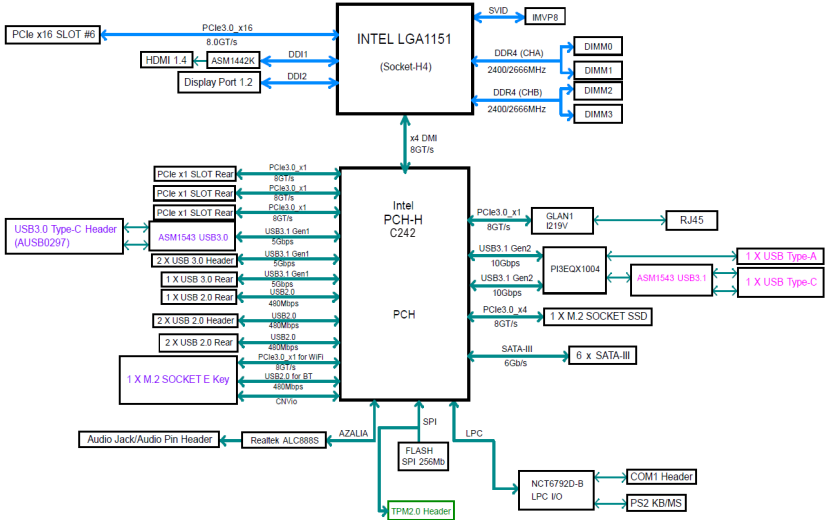 PCIe x16 SLOT #6
PCIe3.0_x16
8.0GT/s
HDMI 1.4
ASM1442K
DDI1
Display Port 1.2
DDI2
INTEL LGA1151
(Socket-H4)
SVID
IMVP8
DDR4 (CHA)
2400/2666MHz
DIMM0
DIMM1
DDR4 (CHB)
2400/2666MHz
DIMM2
DIMM3
x4 DMI
8GT/s
PCIe x1 SLOT Rear
PCIe3.0_x1
8GT/s
PCIe x1 SLOT Rear
PCIe3.0_x1
8GT/s
PCIe x1 SLOT Rear
PCIe3.0_x1
8GT/s
USB3.0 Type-C Header
(AUSB0297)
ASM1543 USB3.0
USB3.1 Gen1
5Gbps
2 X USB 3.0 Header
USB3.1 Gen1
5Gbps
1 X USB 3.0 Rear
USB3.1 Gen1
5Gbps
1 X USB 2.0 Rear
USB2.0
480Mbps
2 X USB 2.0 Header
USB2.0
480Mbps
2 X USB 2.0 Rear
USB2.0
480Mbps
1 X M.2 SOCKET E Key
PCIe3.0_x1 for WiFi
8GT/s
USB2.0 for BT
480Mbps
CNVio
Intel
PCH-H
C242
PCH
PCIe3.0_x1
8GT/s
GLAN1
I219V
RJ45
USB3.1 Gen2
10Gbps
USB3.1 Gen2
10Gbps
PI3EQX1004
1 X USB Type-A
ASM1543 USB3.1
1 X USB Type-C
PCIe3.0_x4
8GT/s
1 X M.2 SOCKET SSD
SATA-III
6Gb/s
6 x SATA-III
Audio Jack/Audio Pin Header
Realtek ALC888S
AZALIA
SPI
FLASH
SPI 256Mb
TPM2.0 Header
LPC
NCT6792D-B
LPC I/O
COM1 Header
PS2 KB/MS